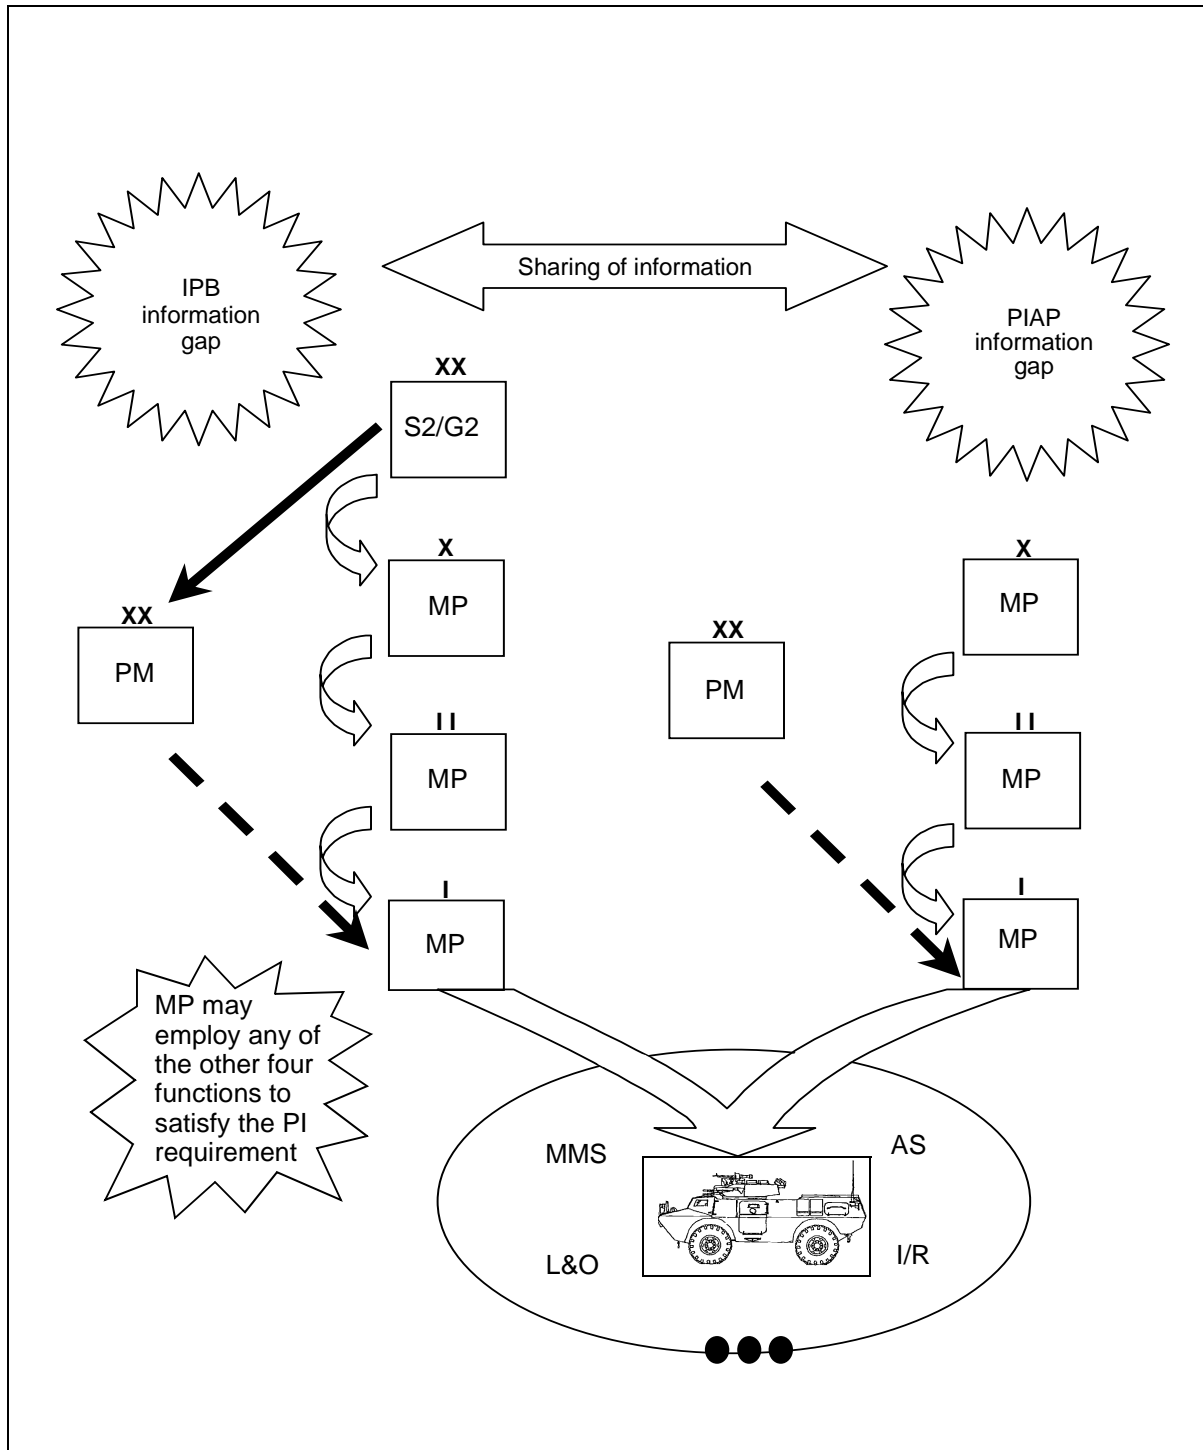 IPB
information
gap
Sharing of information
PIAP
information
gap
XX
S2/G2
X
MP
X
MP
XX
PM
XX
PM
I I
MP
I I
MP
I
MP
I
MP
MP may
employ any of
the other four
functions to
satisfy the PI
requirement
MMS
AS
L&O
I/R